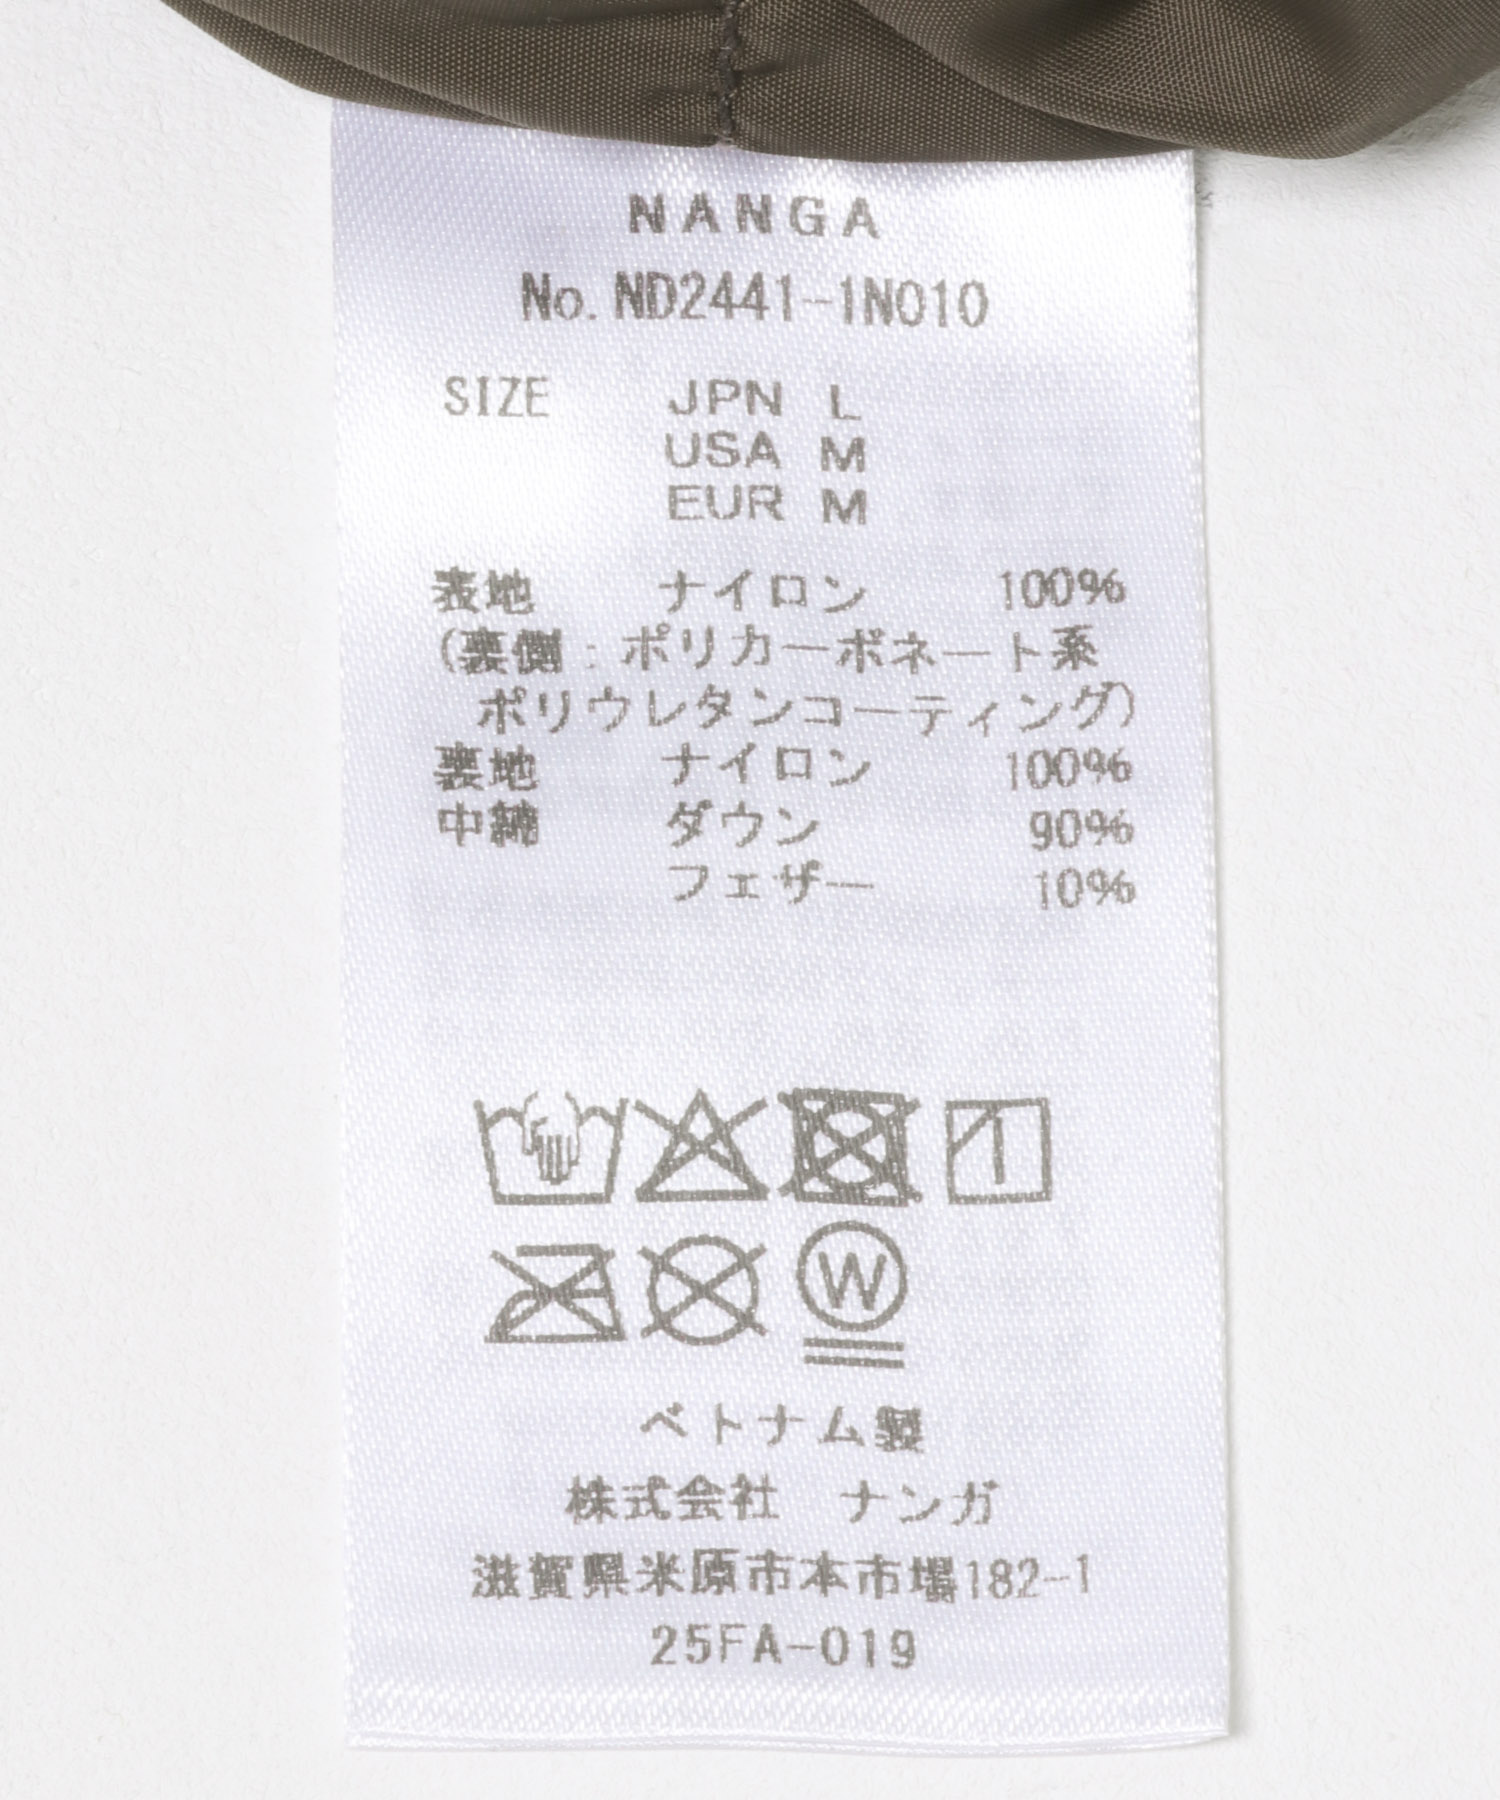 NANGA
No. ND2441-1N010
SIZE JPN L
USA M
EUR M
表地 ナイロン 100%
(裏側:ポリカーボネート系
ポリウレタンコーティング)
裏地 ナイロン 100%
中綿 ダウン 90%
フェザー 10%
W
ベトナム製
株式会社 ナンガ
滋賀県米原市本市場182-1
25FA-019